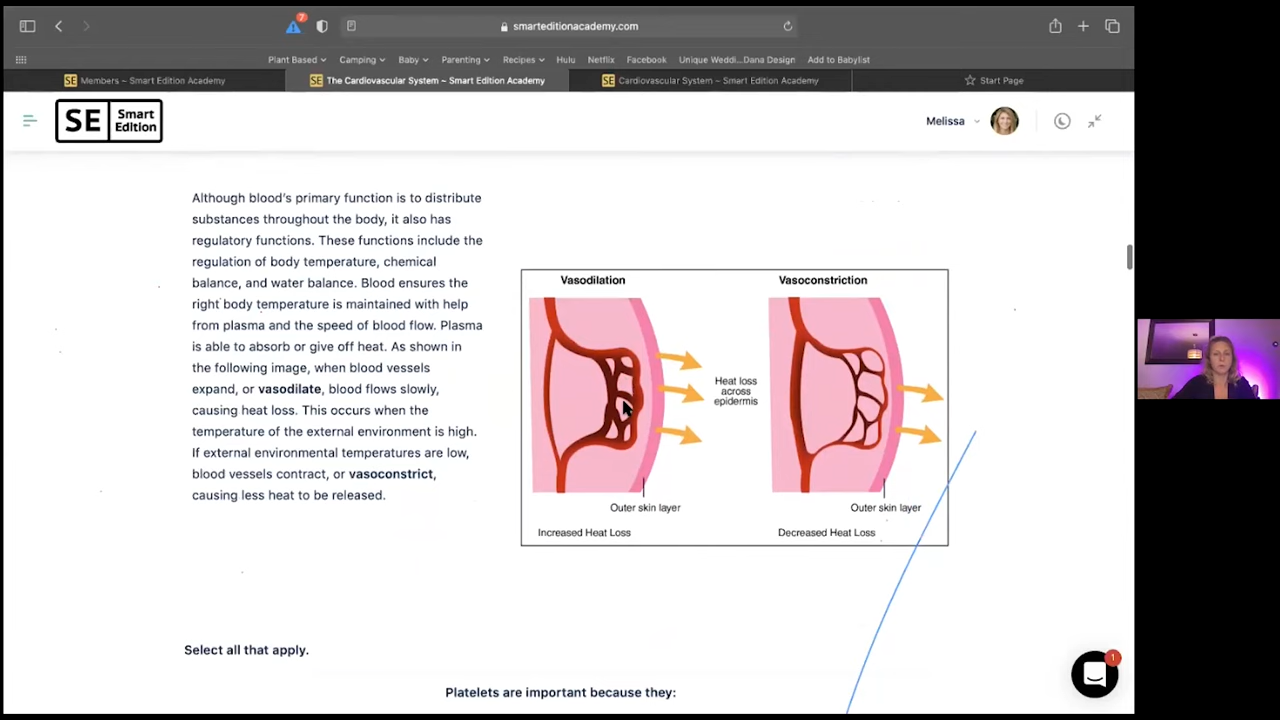 7
smarteditionacademy.com
Plant Based Camping Baby Parenting Recipes Hulu Netflix Facebook Unique Weddi...Dana Design Add to Babylist
SE Members ~ Smart Edition Academy
SE The Cardiovascular System ~ Smart Edition Academy
SE Cardiovascular System ~ Smart Edition Academy
Start Page
SE Smart
Edition
Melissa
Although blood's primary function is to distribute
substances throughout the body, it also has
regulatory functions. These functions include the
regulation of body temperature, chemical
balance, and water balance. Blood ensures the
right body temperature is maintained with help
from plasma and the speed of blood flow. Plasma
is able to absorb or give off heat. As shown in
the following image, when blood vessels
expand, or vasodilate, blood flows slowly,
causing heat loss. This occurs when the
temperature of the external environment is high.
If external environmental temperatures are low,
blood vessels contract, or vasoconstrict,
causing less heat to be released.
Vasodilation
Vasoconstriction
Heat loss
across
epidermis
Outer skin layer
Outer skin layer
Increased Heat Loss
Decreased Heat Loss
Select all that apply.
Platelets are important because they:
1